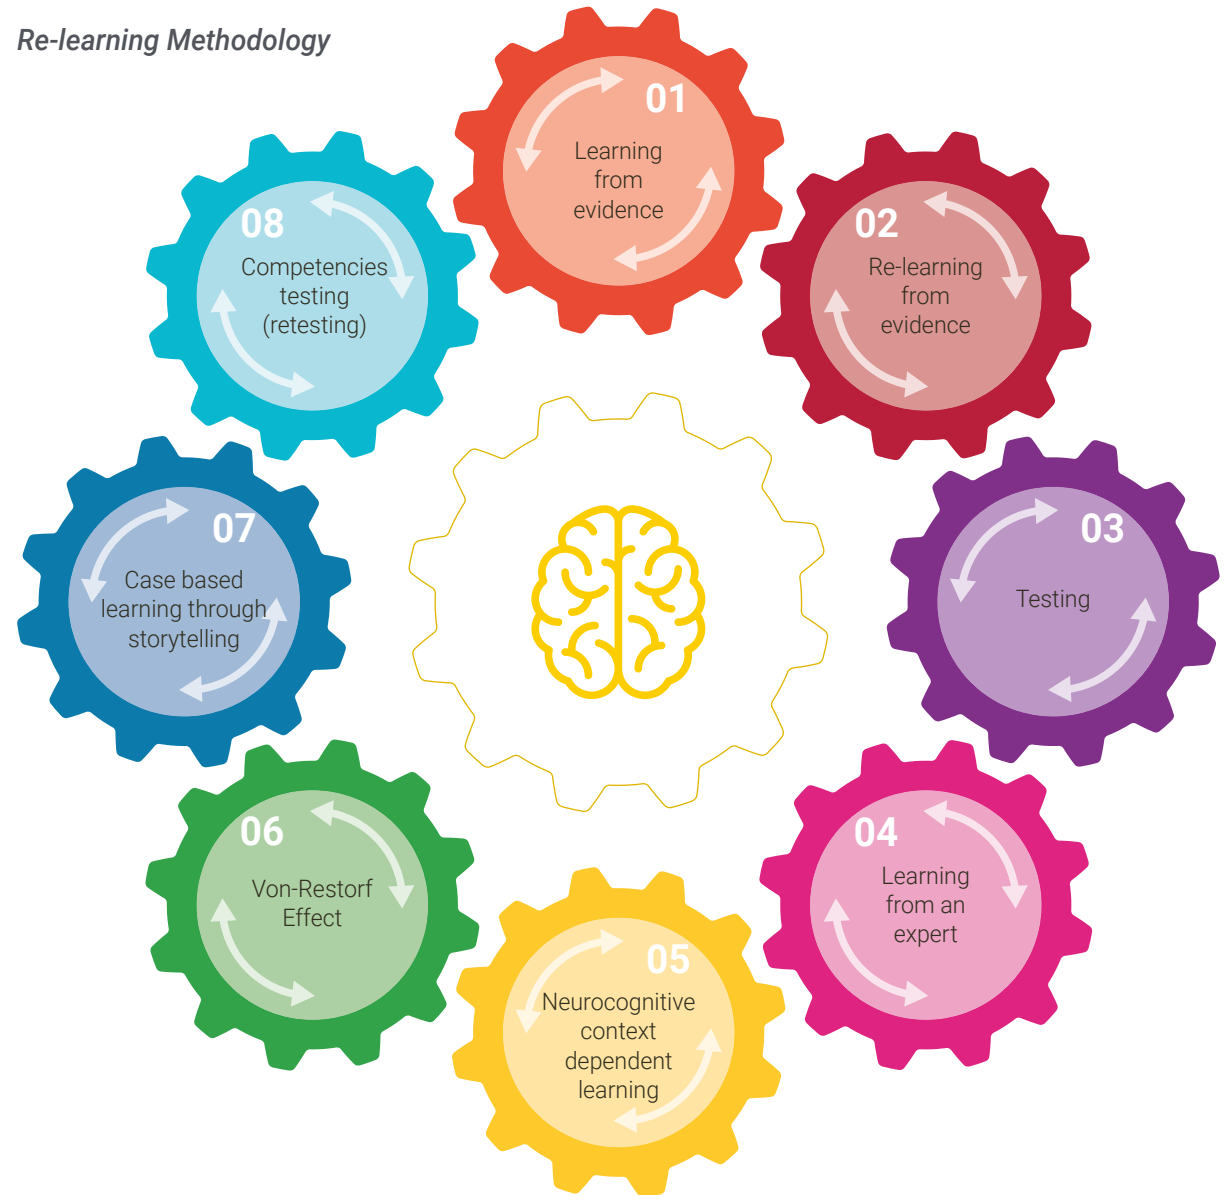 Re-learning Methodology
01
Learning
from
evidence
02
Re-learning
from
evidence
03
Testing
04
Learning
from an
expert
05
Neurocognitive
context
dependent
learning
06
Von-Restorf
Effect
07
Case based
learning through
storytelling
08
Competencies
testing
(retesting)